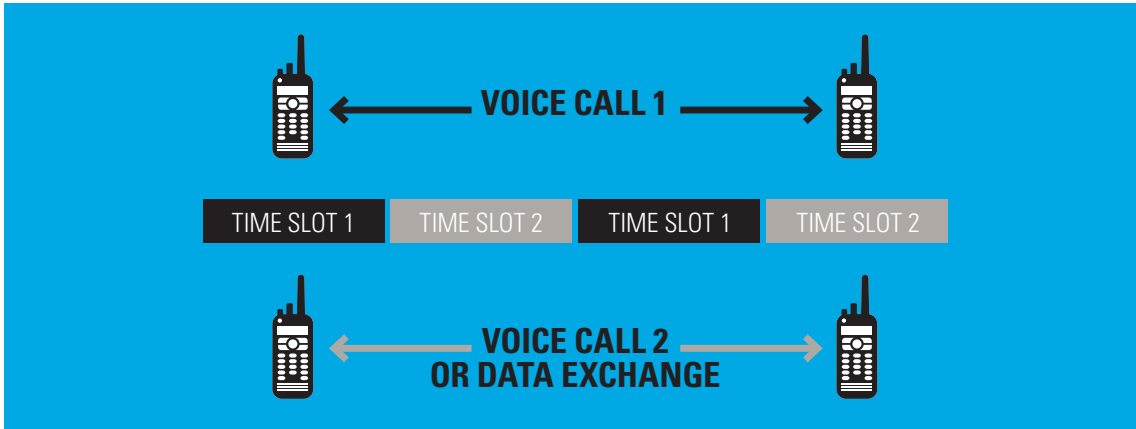 VOICE CALL 1
TIME SLOT 1 TIME SLOT 2 TIME SLOT 1 TIME SLOT 2
VOICE CALL 2
OR DATA EXCHANGE